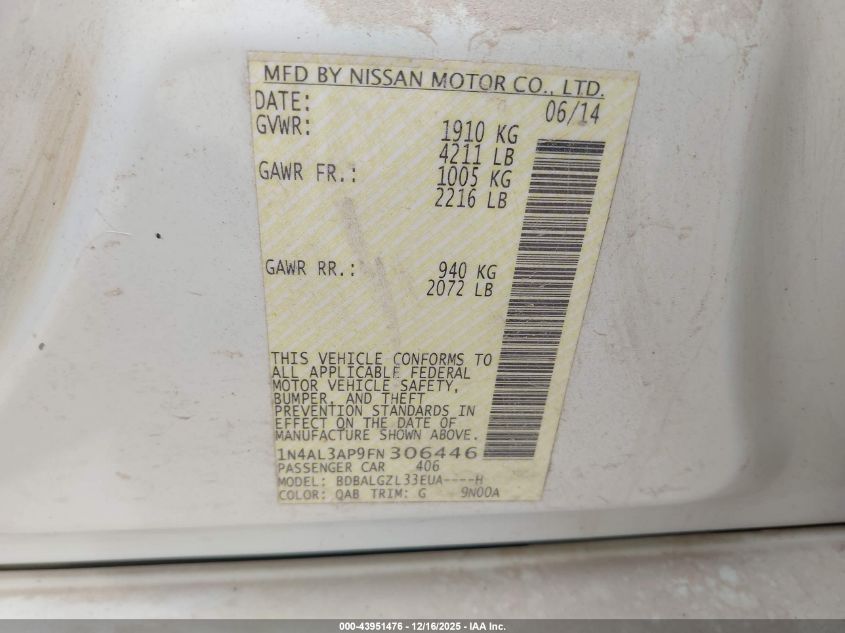 MFD BY NISSAN MOTOR CO., LTD.
DATE: 06/14
GVWR: 1910 KG
4211 LB
GAWR FR.: 1005 KG
2216 LB
GAWR RR.: 940 KG
2072 LB
THIS VEHICLE CONFORMS TO
ALL APPLICABLE FEDERAL
MOTOR VEHICLE SAFETY,
BUMPER, AND THEFT
PREVENTION STANDARDS IN
EFFECT ON THE DATE OF
MANUFACTURE SHOWN ABOVE.
1N4AL3AP9FN306446
PASSENGER CAR 406
MODEL: BDBALGZL33EUA----H
COLOR: QAB TRIM: G 9N00A
000-43951476 - 12/16/2025 - IAA Inc.